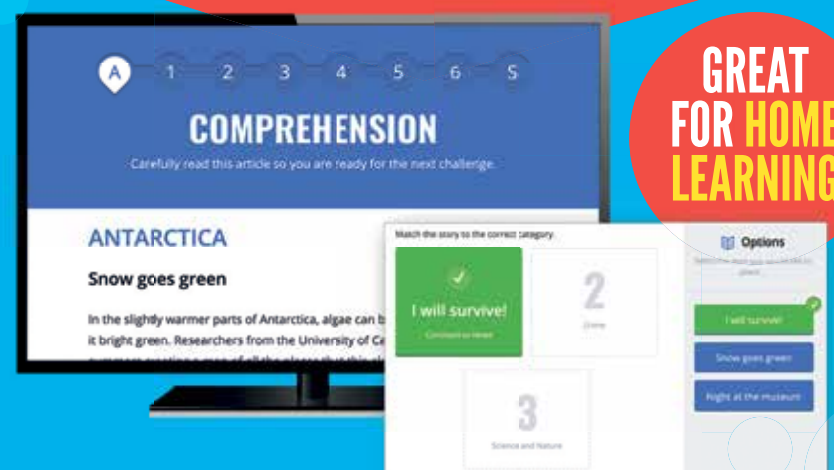 A 1 2 3 4 5 6 S
COMPREHENSION
Carefully read this article so you are ready for the next challenge.
ANTARCTICA
Snow goes green
In the slightly warmer parts of Antarctica, algae can b
it bright green. Researchers from the University of Ca
GREAT
FOR HOME
LEARNING
Match the story to the correct category.
I will survive!
2
3
Science and Nature
Options
I will survive!
Snow goes green
Night at the museum